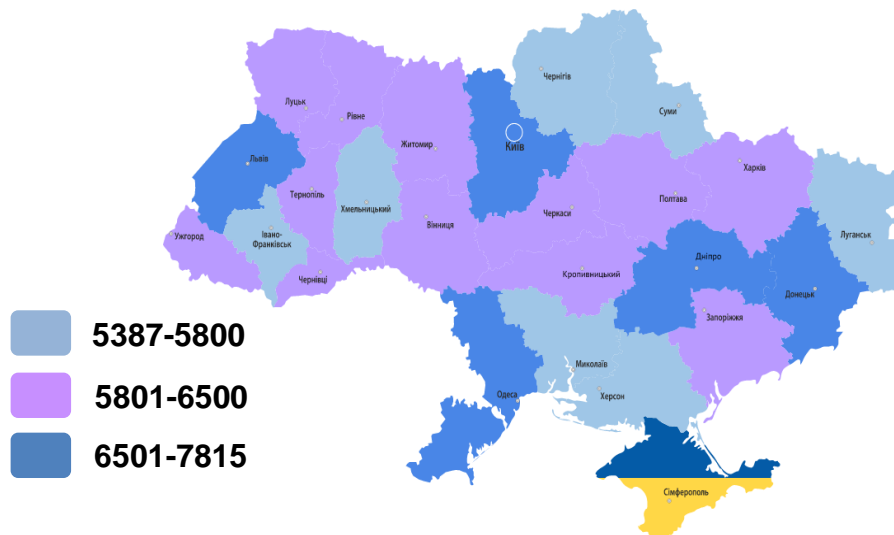 Чернігів
Луцьк
Рівне
Суми
Київ
Житомир
Львів
Харків
Тернопіль
Хмельницький
Полтава
Черкаси
Вінниця
Ужгород
Івано-
Франківськ
Луганськ
Дніпро
Чернівці
Кропивницький
Донецьк
Запоріжжя
5387-5800
Миколаїв
Херсон
Одеса
5801-6500
6501-7815
Сімферополь